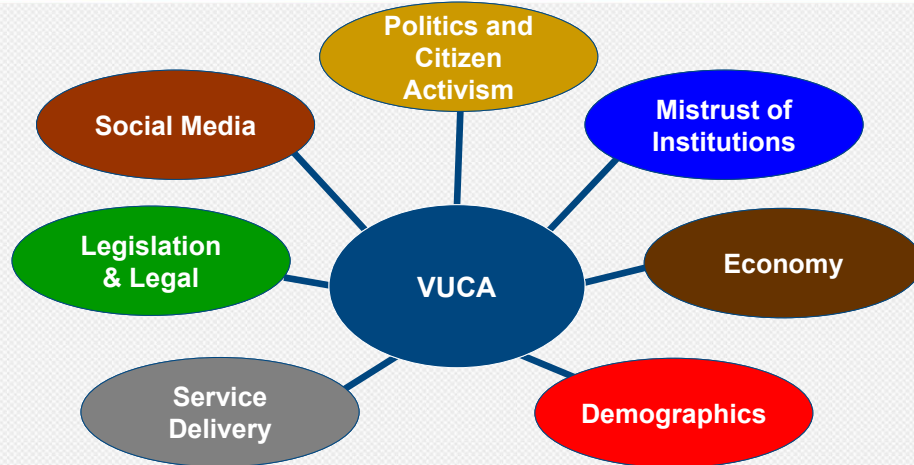 Politics and
Citizen
Activism
Social Media
Mistrust of
Institutions
Legislation
& Legal
VUCA
Economy
Service
Delivery
Demographics